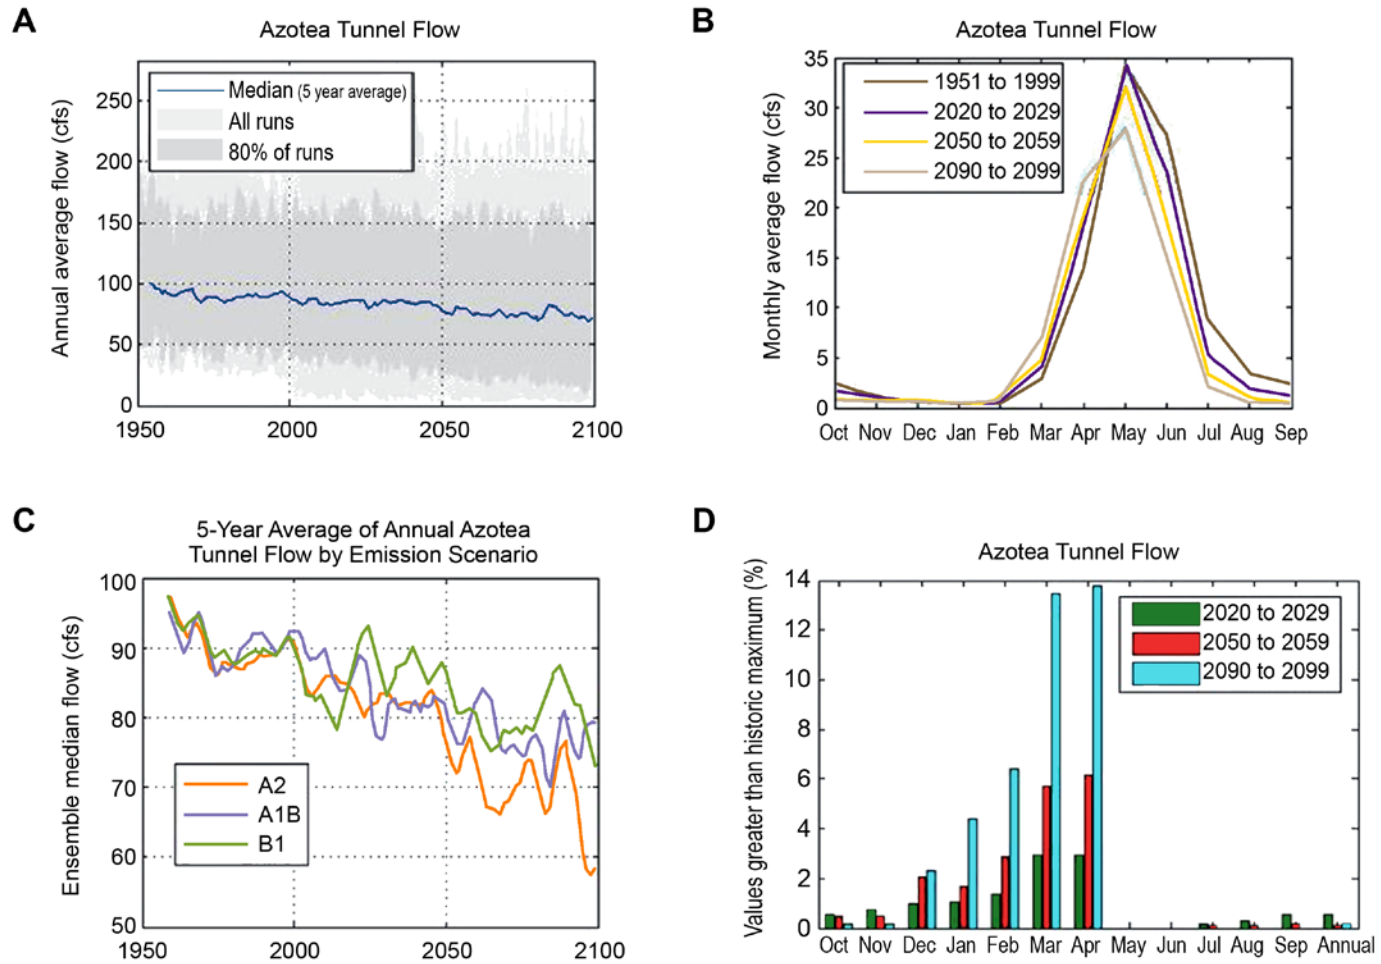 A
Azotea Tunnel Flow
Annual average flow (cfs)
250
200
150
100
50
0
Median (5 year average)
All runs
80% of runs
1950
2000
2050
2100
B
Azotea Tunnel Flow
Monthly average flow (cfs)
35
30
25
20
15
10
5
0
1951 to 1999
2020 to 2029
2050 to 2059
2090 to 2099
Oct Nov Dec Jan Feb Mar Apr May Jun Jul Aug Sep
C
5-Year Average of Annual Azotea
Tunnel Flow by Emission Scenario
Ensemble median flow (cfs)
100
90
80
70
60
50
A2
A1B
B1
1950
2000
2050
2100
D
Azotea Tunnel Flow
Values greater than historic maximum (%)
14
12
10
8
6
4
2
0
2020 to 2029
2050 to 2059
2090 to 2099
Oct Nov Dec Jan Feb Mar Apr May Jun Jul Aug Sep Annual